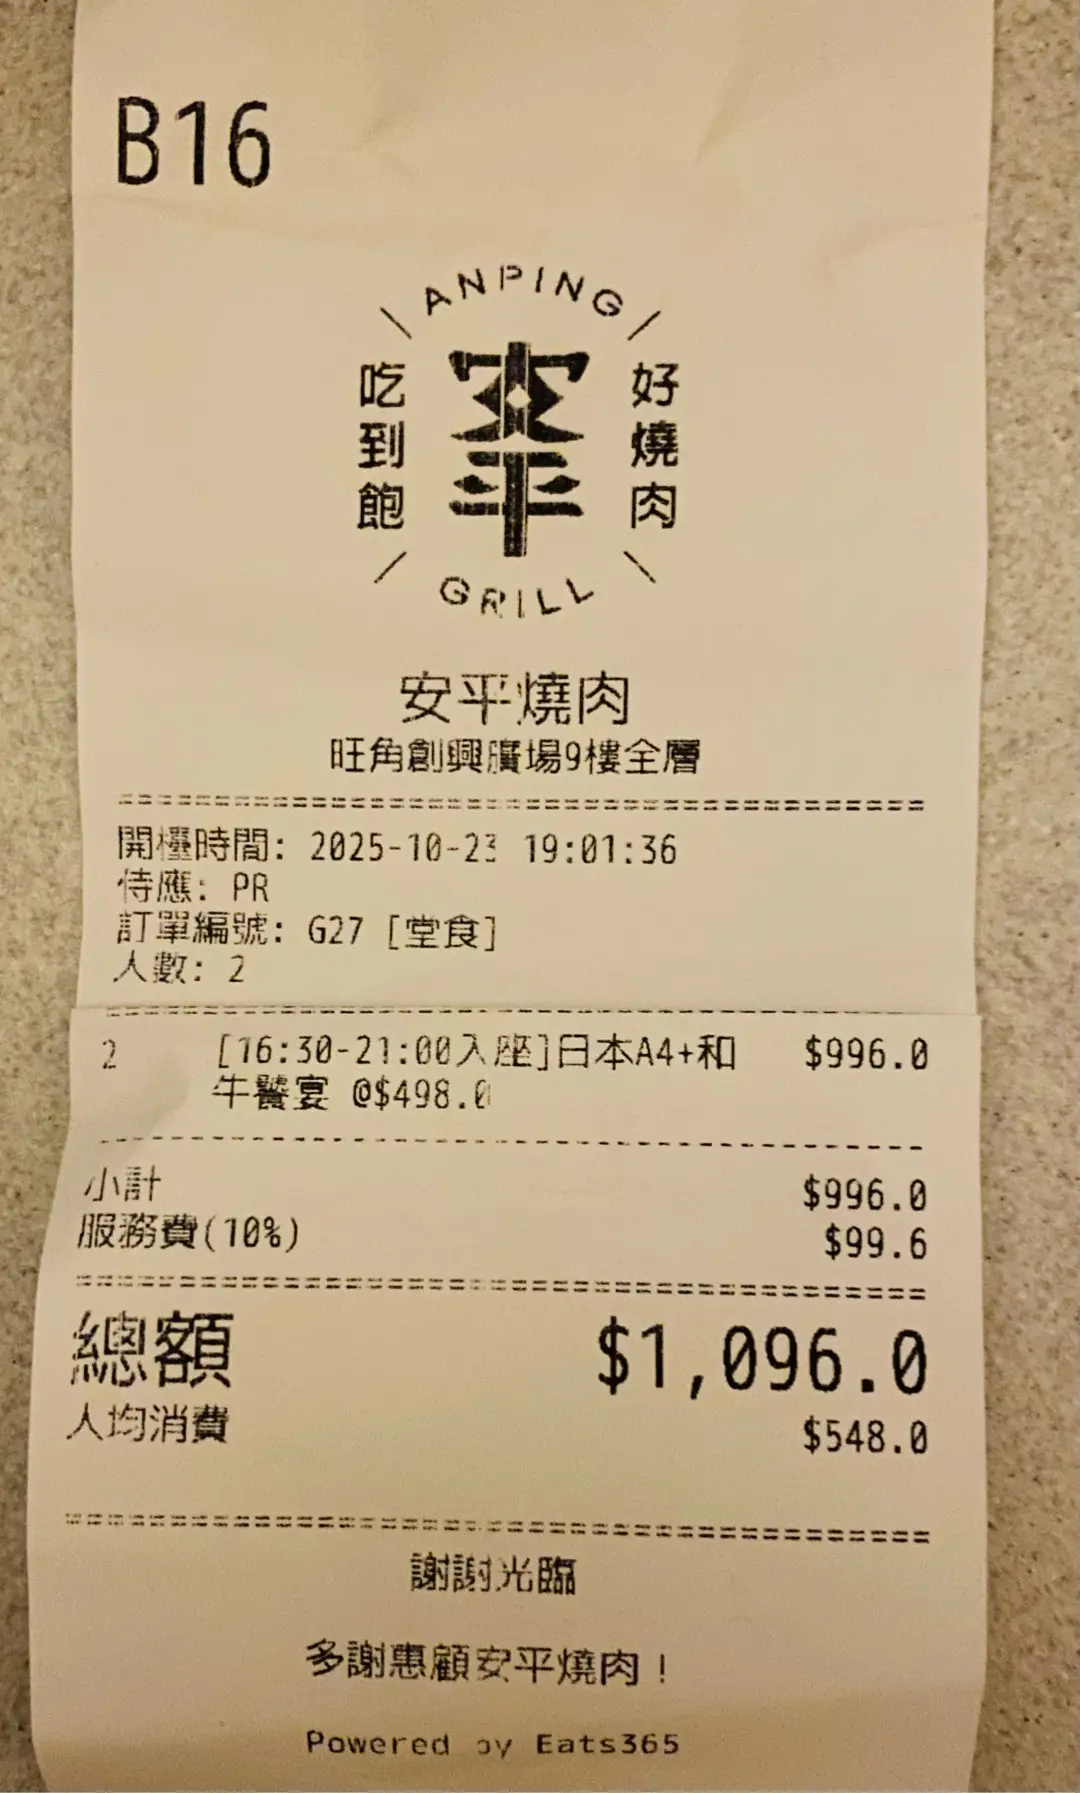 B16
ANPING
吃到飽
安平
好燒肉
GRILL
安平燒肉
旺角創興廣場9樓全層
開檯時間: 2025-10-23 19:01:36
侍應: PR
訂單編號: G27 [堂食]
人數: 2
2 [16:30-21:00入座]日本A4+和 $996.0
牛饗宴 @$498.0
小計 $996.0
服務費(10%) $99.6
總額 $1,096.0
人均消費 $548.0
謝謝光臨
多謝惠顧安平燒肉!
Powered by Eats365